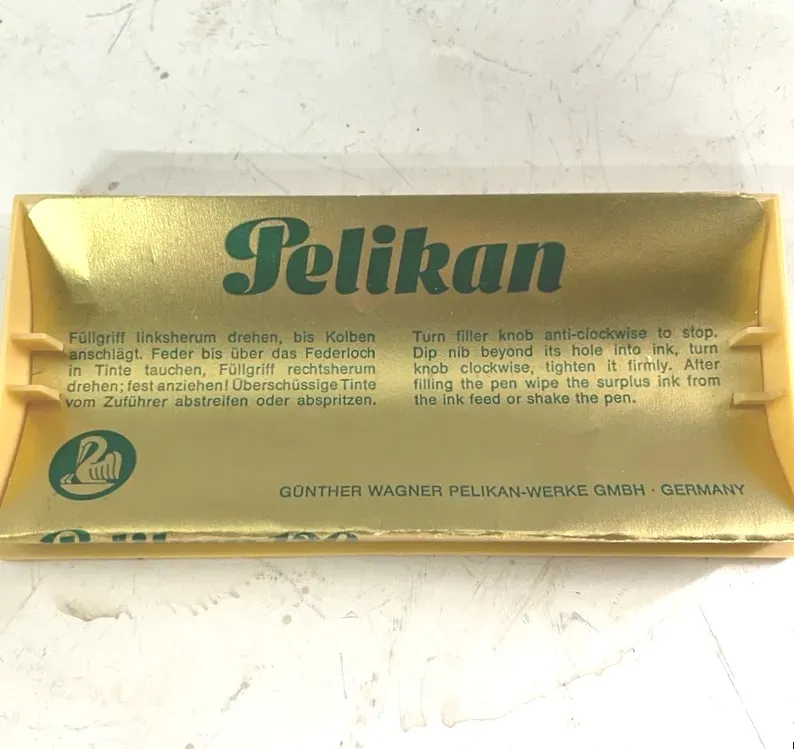 Pelikan
Füllgriff linksherum drehen, bis Kolben
anschlägt. Feder bis über das Federloch
in Tinte tauchen, Füllgriff rechtsherum
drehen; fest anziehen! Überschüssige Tinte
vom Zuführer abstreifen oder abspritzen.
Turn filler knob anti-clockwise to stop.
Dip nib beyond its hole into ink, turn
knob clockwise, tighten it firmly. After
filling the pen wipe the surplus ink from
the ink feed or shake the pen.
GÜNTHER WAGNER PELIKAN-WERKE GMBH · GERMANY